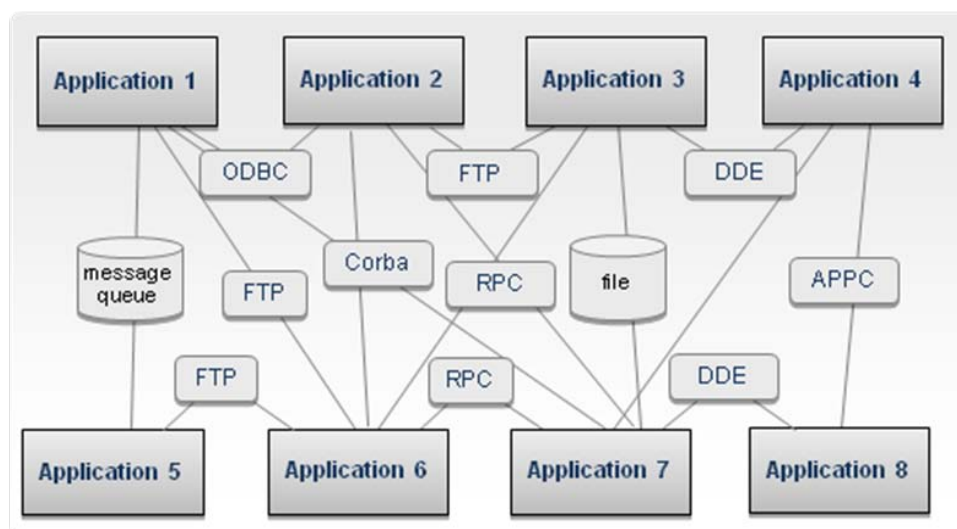 Application 1
Application 2
Application 3
Application 4
ODBC
FTP
DDE
message
queue
FTP
Corba
RPC
file
APPC
FTP
RPC
DDE
Application 5
Application 6
Application 7
Application 8